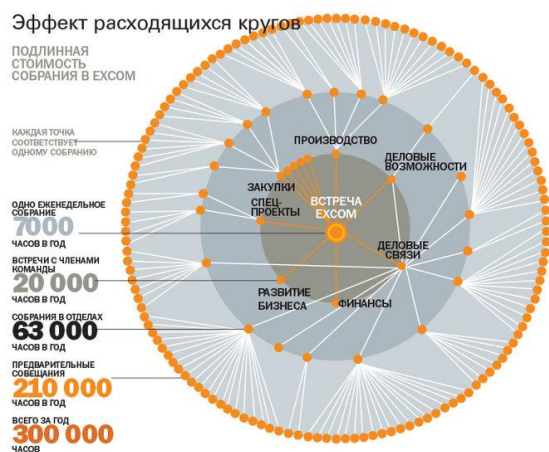 Эффект расходящихся кругов
ПОДЛИННАЯ
СТОИМОСТЬ
СОБРАНИЯ В EXCOM
КАЖДАЯ ТОЧКА
СООТВЕТСТВУЕТ
ОДНОМУ СОБРАНИЮ
ПРОИЗВОДСТВО
ДЕЛОВЫЕ
ВОЗМОЖНОСТИ
ЗАКУПКИ
СПЕЦ-
ПРОЕКТЫ
ВСТРЕЧА
EXCOM
ДЕЛОВЫЕ
СВЯЗИ
РАЗВИТИЕ
БИЗНЕСА
ФИНАНСЫ
ОДНО ЕЖЕНЕДЕЛЬНОЕ
СОБРАНИЕ
7000
ЧАСОВ В ГОД
ВСТРЕЧИ С ЧЛЕНАМИ
КОМАНДЫ
20 000
ЧАСОВ В ГОД
СОБРАНИЯ В ОТДЕЛАХ
63 000
ЧАСОВ В ГОД
ПРЕДВАРИТЕЛЬНЫЕ
СОВЕЩАНИЯ
210 000
ЧАСОВ В ГОД
ВСЕГО ЗА ГОД
300 000
ЧАСОВ